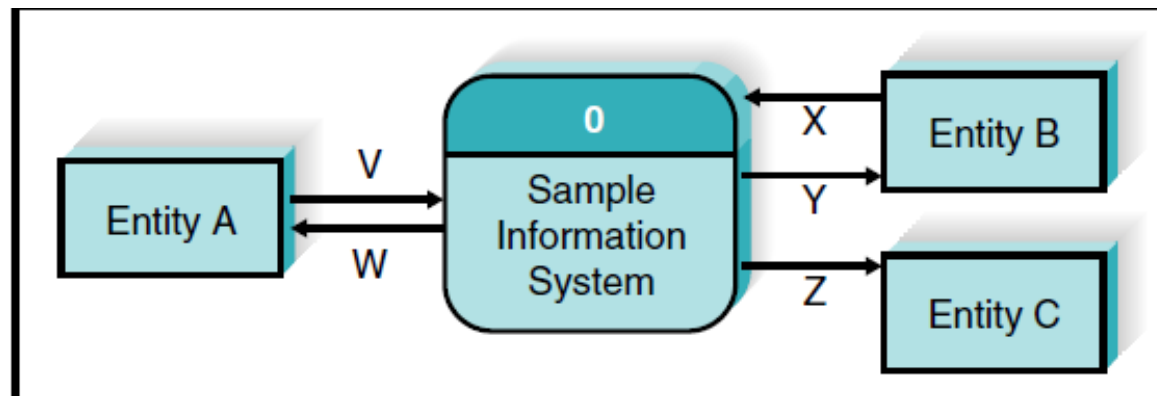 0
Sample
Information
System
Entity A
V
W
X
Y
Z
Entity B
Entity C